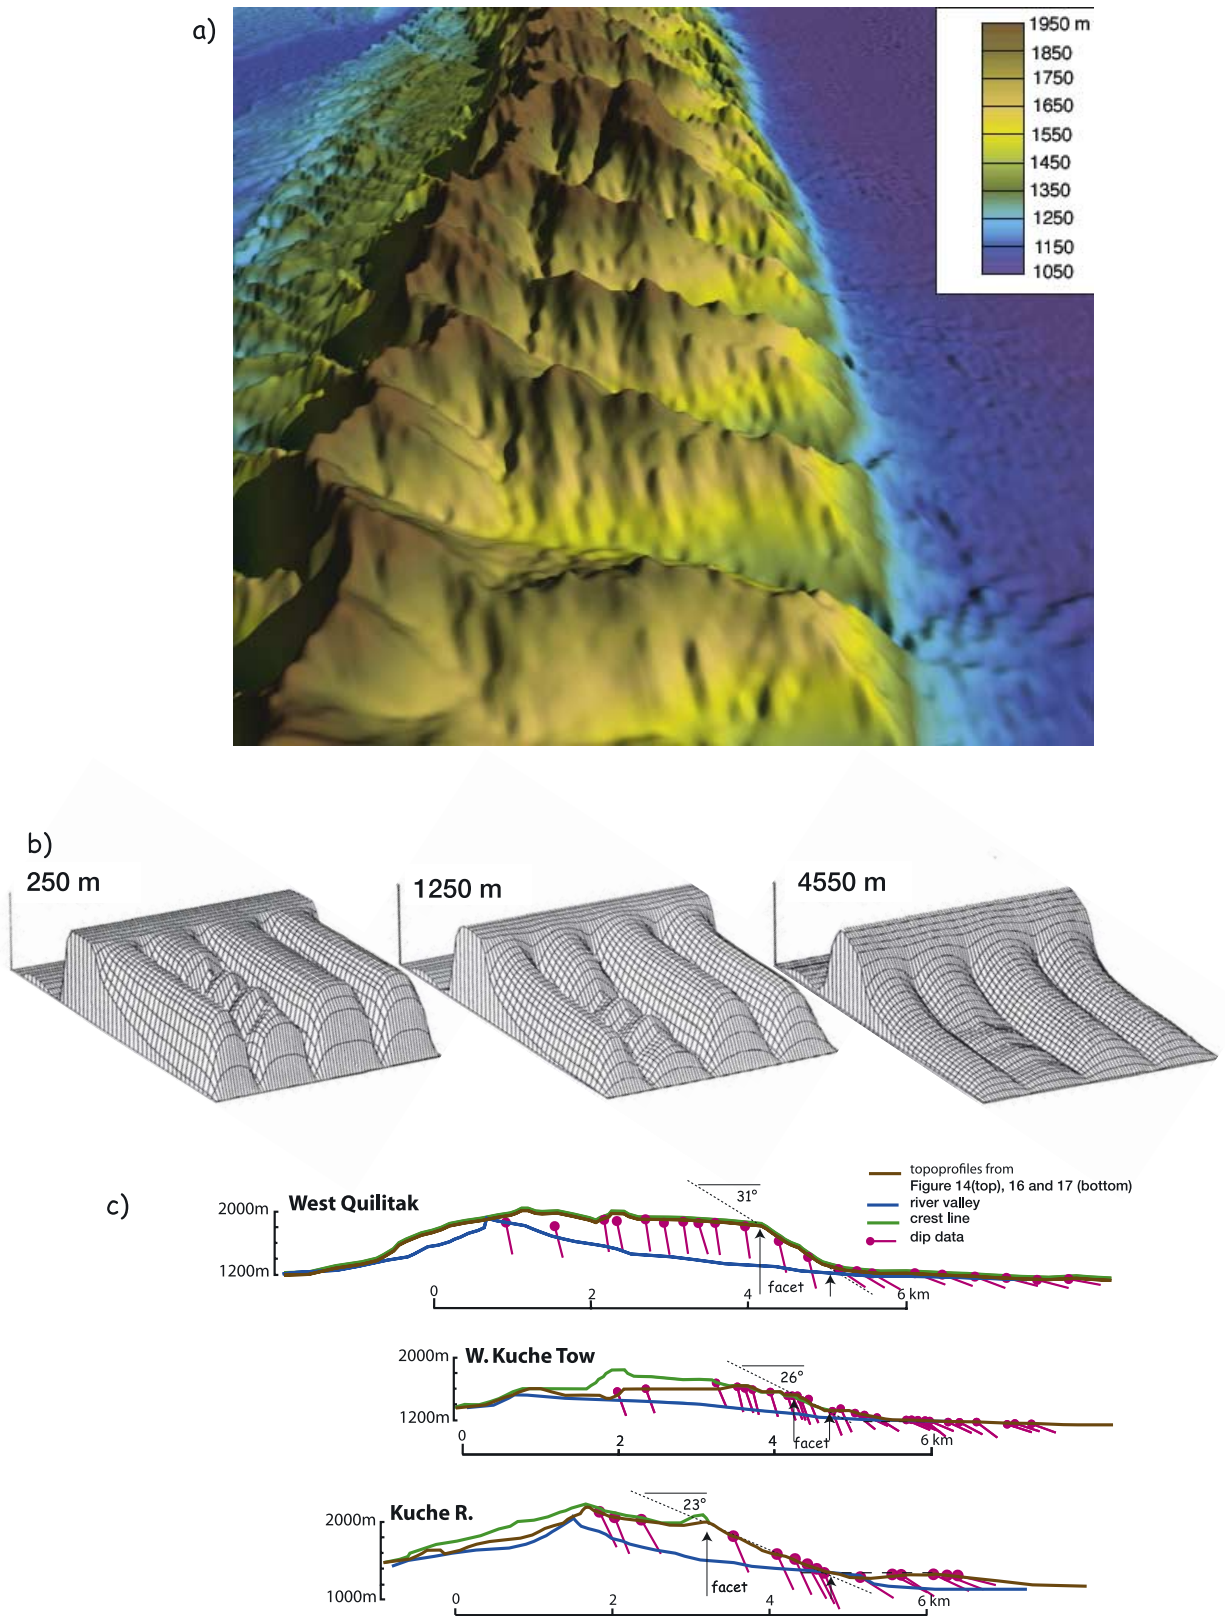 a)
1950 m
1850
1750
1650
1550
1450
1350
1250
1150
1050
b)
250 m
1250 m
4550 m
c)
topoprofiles from
Figure 14(top), 16 and 17 (bottom)
river valley
crest line
dip data
West Quilitak
31°
2000m
1200m
facet
0 2 4 6 km
W. Kuche Tow
26°
2000m
1200m
facet
0 2 4 6 km
Kuche R.
23°
2000m
1000m
facet
0 2 4 6 km